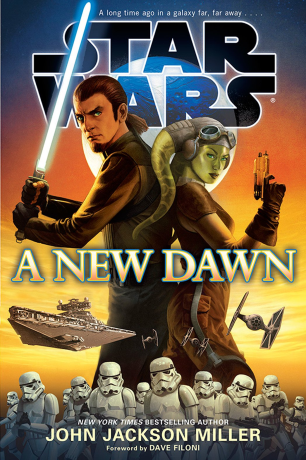 A long time ago in a galaxy far, far away . . . .
STAR
WARS®
A NEW DAWN
NEW YORK TIMES BESTSELLING AUTHOR
JOHN JACKSON MILLER
Foreword by DAVE FILONI